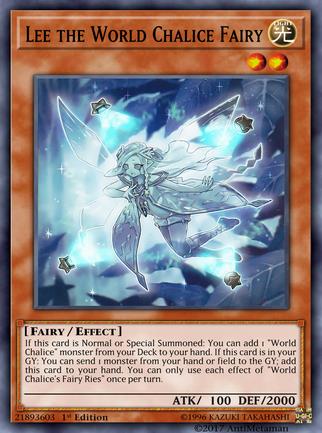 Lee the World Chalice Fairy
LIGHT
光
[Fairy / Effect]
If this card is Normal or Special Summoned: You can add 1 "World
Chalice" monster from your Deck to your hand. If this card is in your
GY: You can send 1 monster from your hand or field to the GY; add
this card to your hand. You can only use each effect of "World
Chalice's Fairy Ries" once per turn.
ATK/ 100 DEF/2000
21893603 1st Edition
©1996 KAZUKI TAKAHASHI
©2017 AntiMetaman